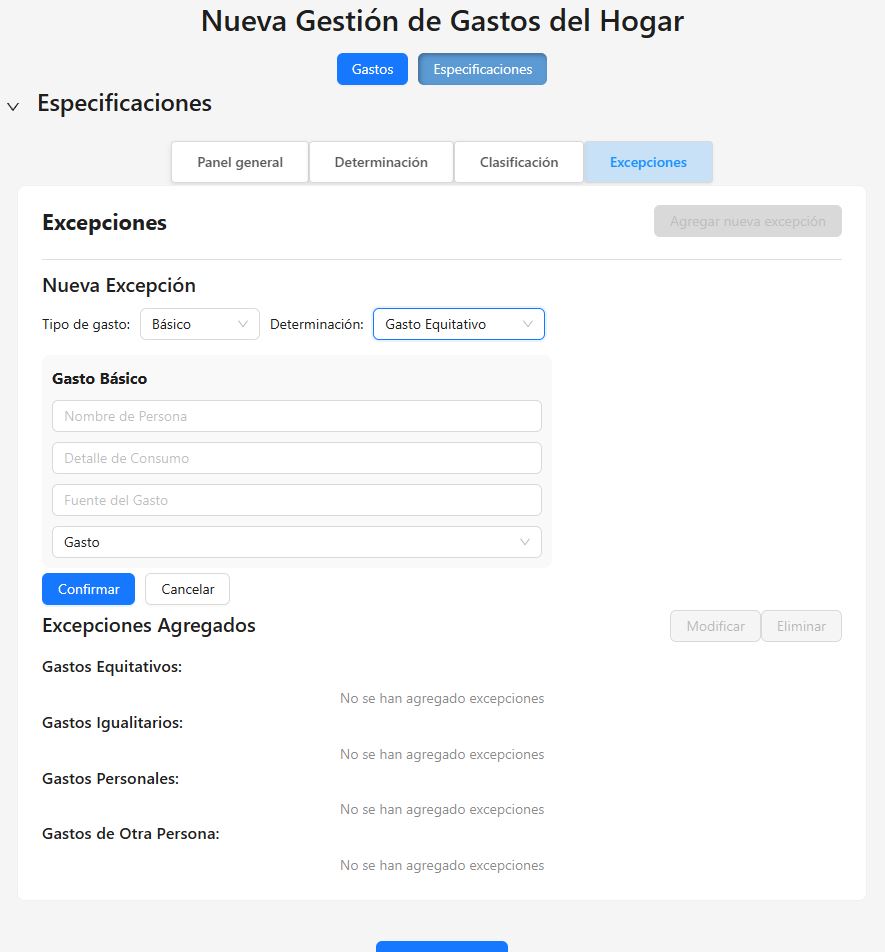 Nueva Gestión de Gastos del Hogar
Gastos Especificaciones
Especificaciones
Panel general Determinación Clasificación Excepciones
Excepciones Agregar nueva excepción
Nueva Excepción
Tipo de gasto: Básico Determinación: Gasto Equitativo
Gasto Básico
Nombre de Persona
Detalle de Consumo
Fuente del Gasto
Gasto
Confirmar Cancelar
Excepciones Agregados Modificar Eliminar
Gastos Equitativos:
No se han agregado excepciones
Gastos Igualitarios:
No se han agregado excepciones
Gastos Personales:
No se han agregado excepciones
Gastos de Otra Persona:
No se han agregado excepciones